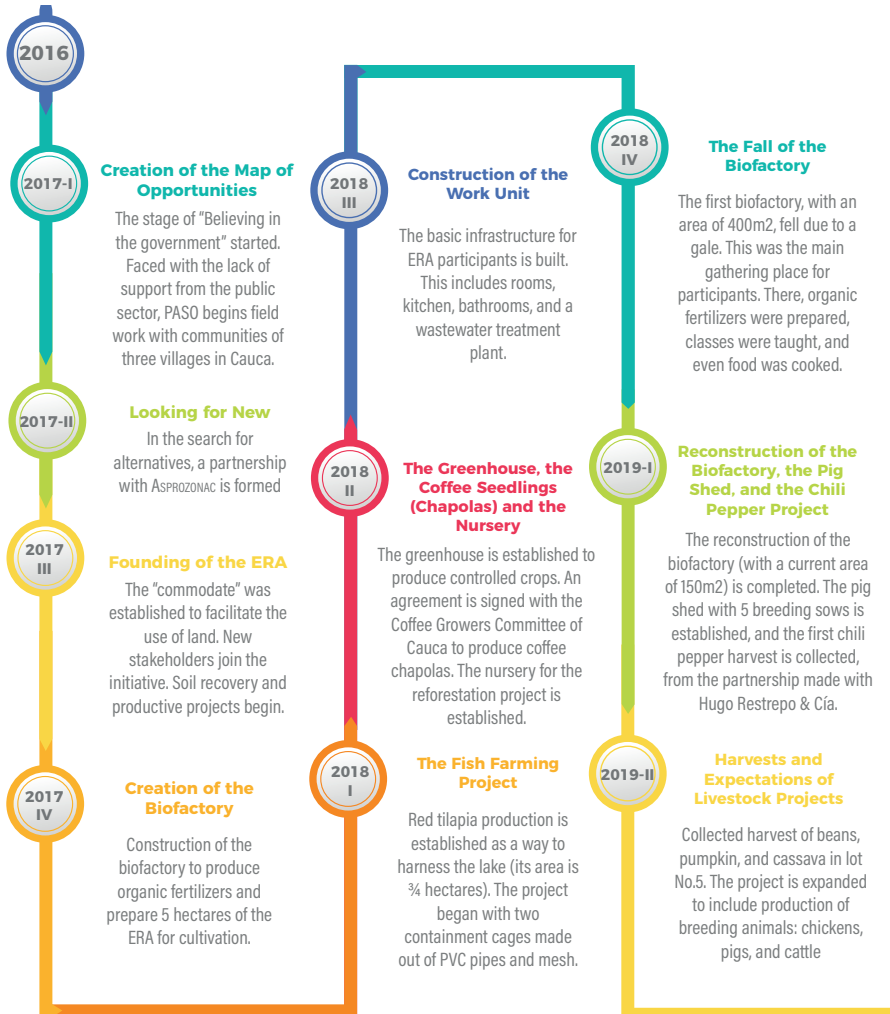 2016
2017-I
Creation of the Map of
Opportunities
The stage of "Believing in
the government" started.
Faced with the lack of
support from the public
sector, PASO begins field
work with communities of
three villages in Cauca.
2017-II
Looking for New
In the search for
alternatives, a partnership
with ASPROZONAC is formed
2017
III
Founding of the ERA
The "commodate" was
established to facilitate the
use of land. New
stakeholders join the
initiative. Soil recovery and
productive projects begin.
2017
IV
Creation of the
Biofactory
Construction of the
biofactory to produce
organic fertilizers and
prepare 5 hectares of the
ERA for cultivation.
2018
I
The Fish Farming
Project
Red tilapia production is
established as a way to
harness the lake (its area is
¾ hectares). The project
began with two
containment cages made
out of PVC pipes and mesh.
2018
II
The Greenhouse, the
Coffee Seedlings
(Chapolas) and the
Nursery
The greenhouse is established to
produce controlled crops. An
agreement is signed with the
Coffee Growers Committee of
Cauca to produce coffee
chapolas. The nursery for the
reforestation project is
established.
2018
III
Construction of the
Work Unit
The basic infrastructure for
ERA participants is built.
This includes rooms,
kitchen, bathrooms, and a
wastewater treatment
plant.
2018
IV
The Fall of the
Biofactory
The first biofactory, with an
area of 400m2, fell due to a
gale. This was the main
gathering place for
participants. There, organic
fertilizers were prepared,
classes were taught, and
even food was cooked.
2019-I
Reconstruction of the
Biofactory, the Pig
Shed, and the Chili
Pepper Project
The reconstruction of the
biofactory (with a current area
of 150m2) is completed. The pig
shed with 5 breeding sows is
established, and the first chili
pepper harvest is collected,
from the partnership made with
Hugo Restrepo & Cía.
2019-II
Harvests and
Expectations of
Livestock Projects
Collected harvest of beans,
pumpkin, and cassava in lot
No.5. The project is expanded
to include production of
breeding animals: chickens,
pigs, and cattle